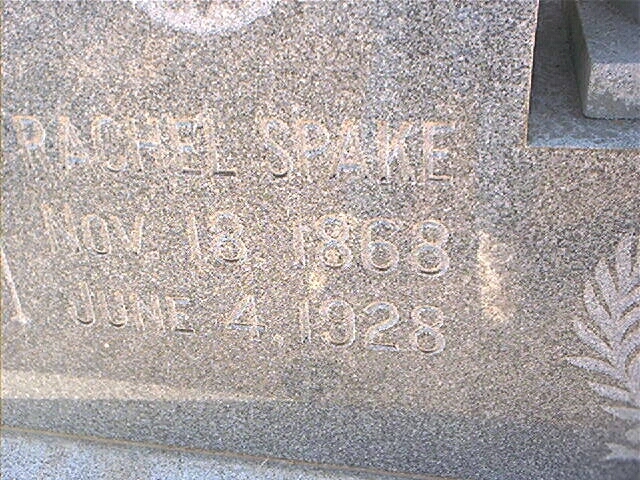 RACHEL SPAKE
NOV. 18, 1868
JUNE 4, 1928